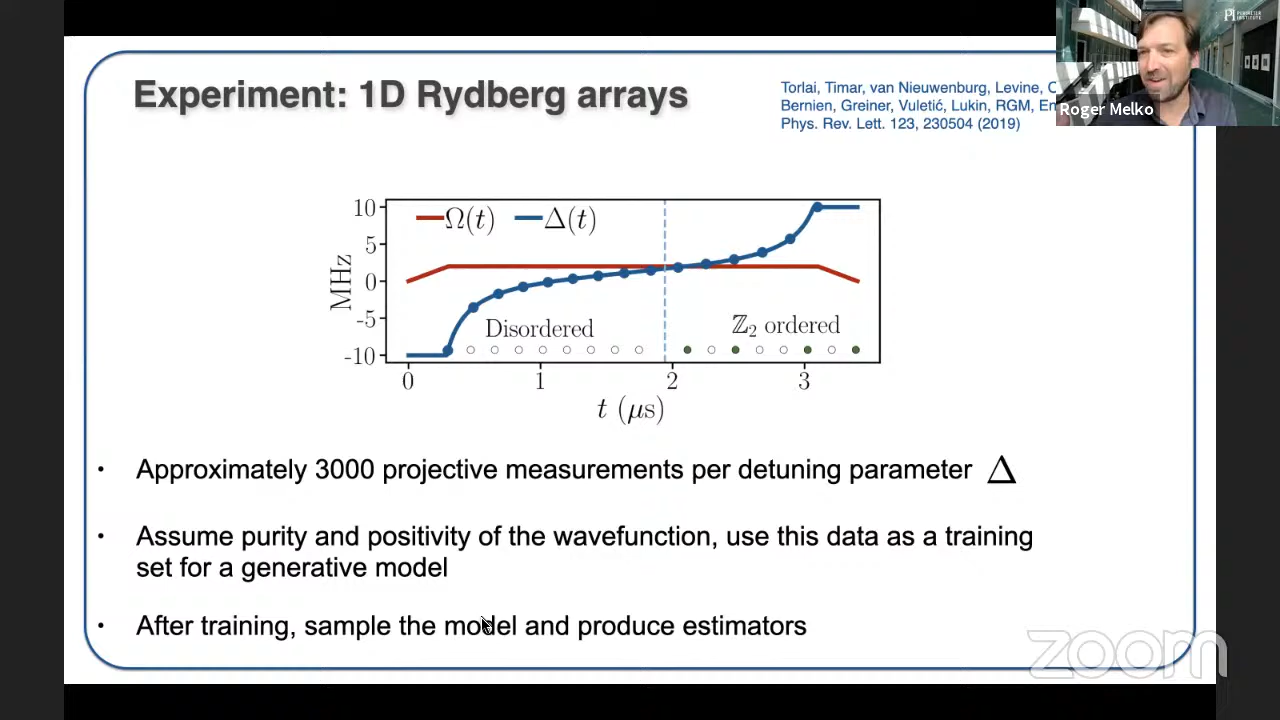 PERIMETER
INSTITUTE
Roger Melko
Experiment: 1D Rydberg arrays
Torlai, Timar, van Nieuwenburg, Levine,
Bernien, Greiner, Vuletić, Lukin, RGM,
Phys. Rev. Lett. 123, 230504 (2019)
10
5
0
-5
-10
MHz
Ω(t) Δ(t)
Disordered
ℤ₂ ordered
0 1 2 3
t (μs)
• Approximately 3000 projective measurements per detuning parameter Δ
• Assume purity and positivity of the wavefunction, use this data as a training
set for a generative model
• After training, sample the model and produce estimators
zoom